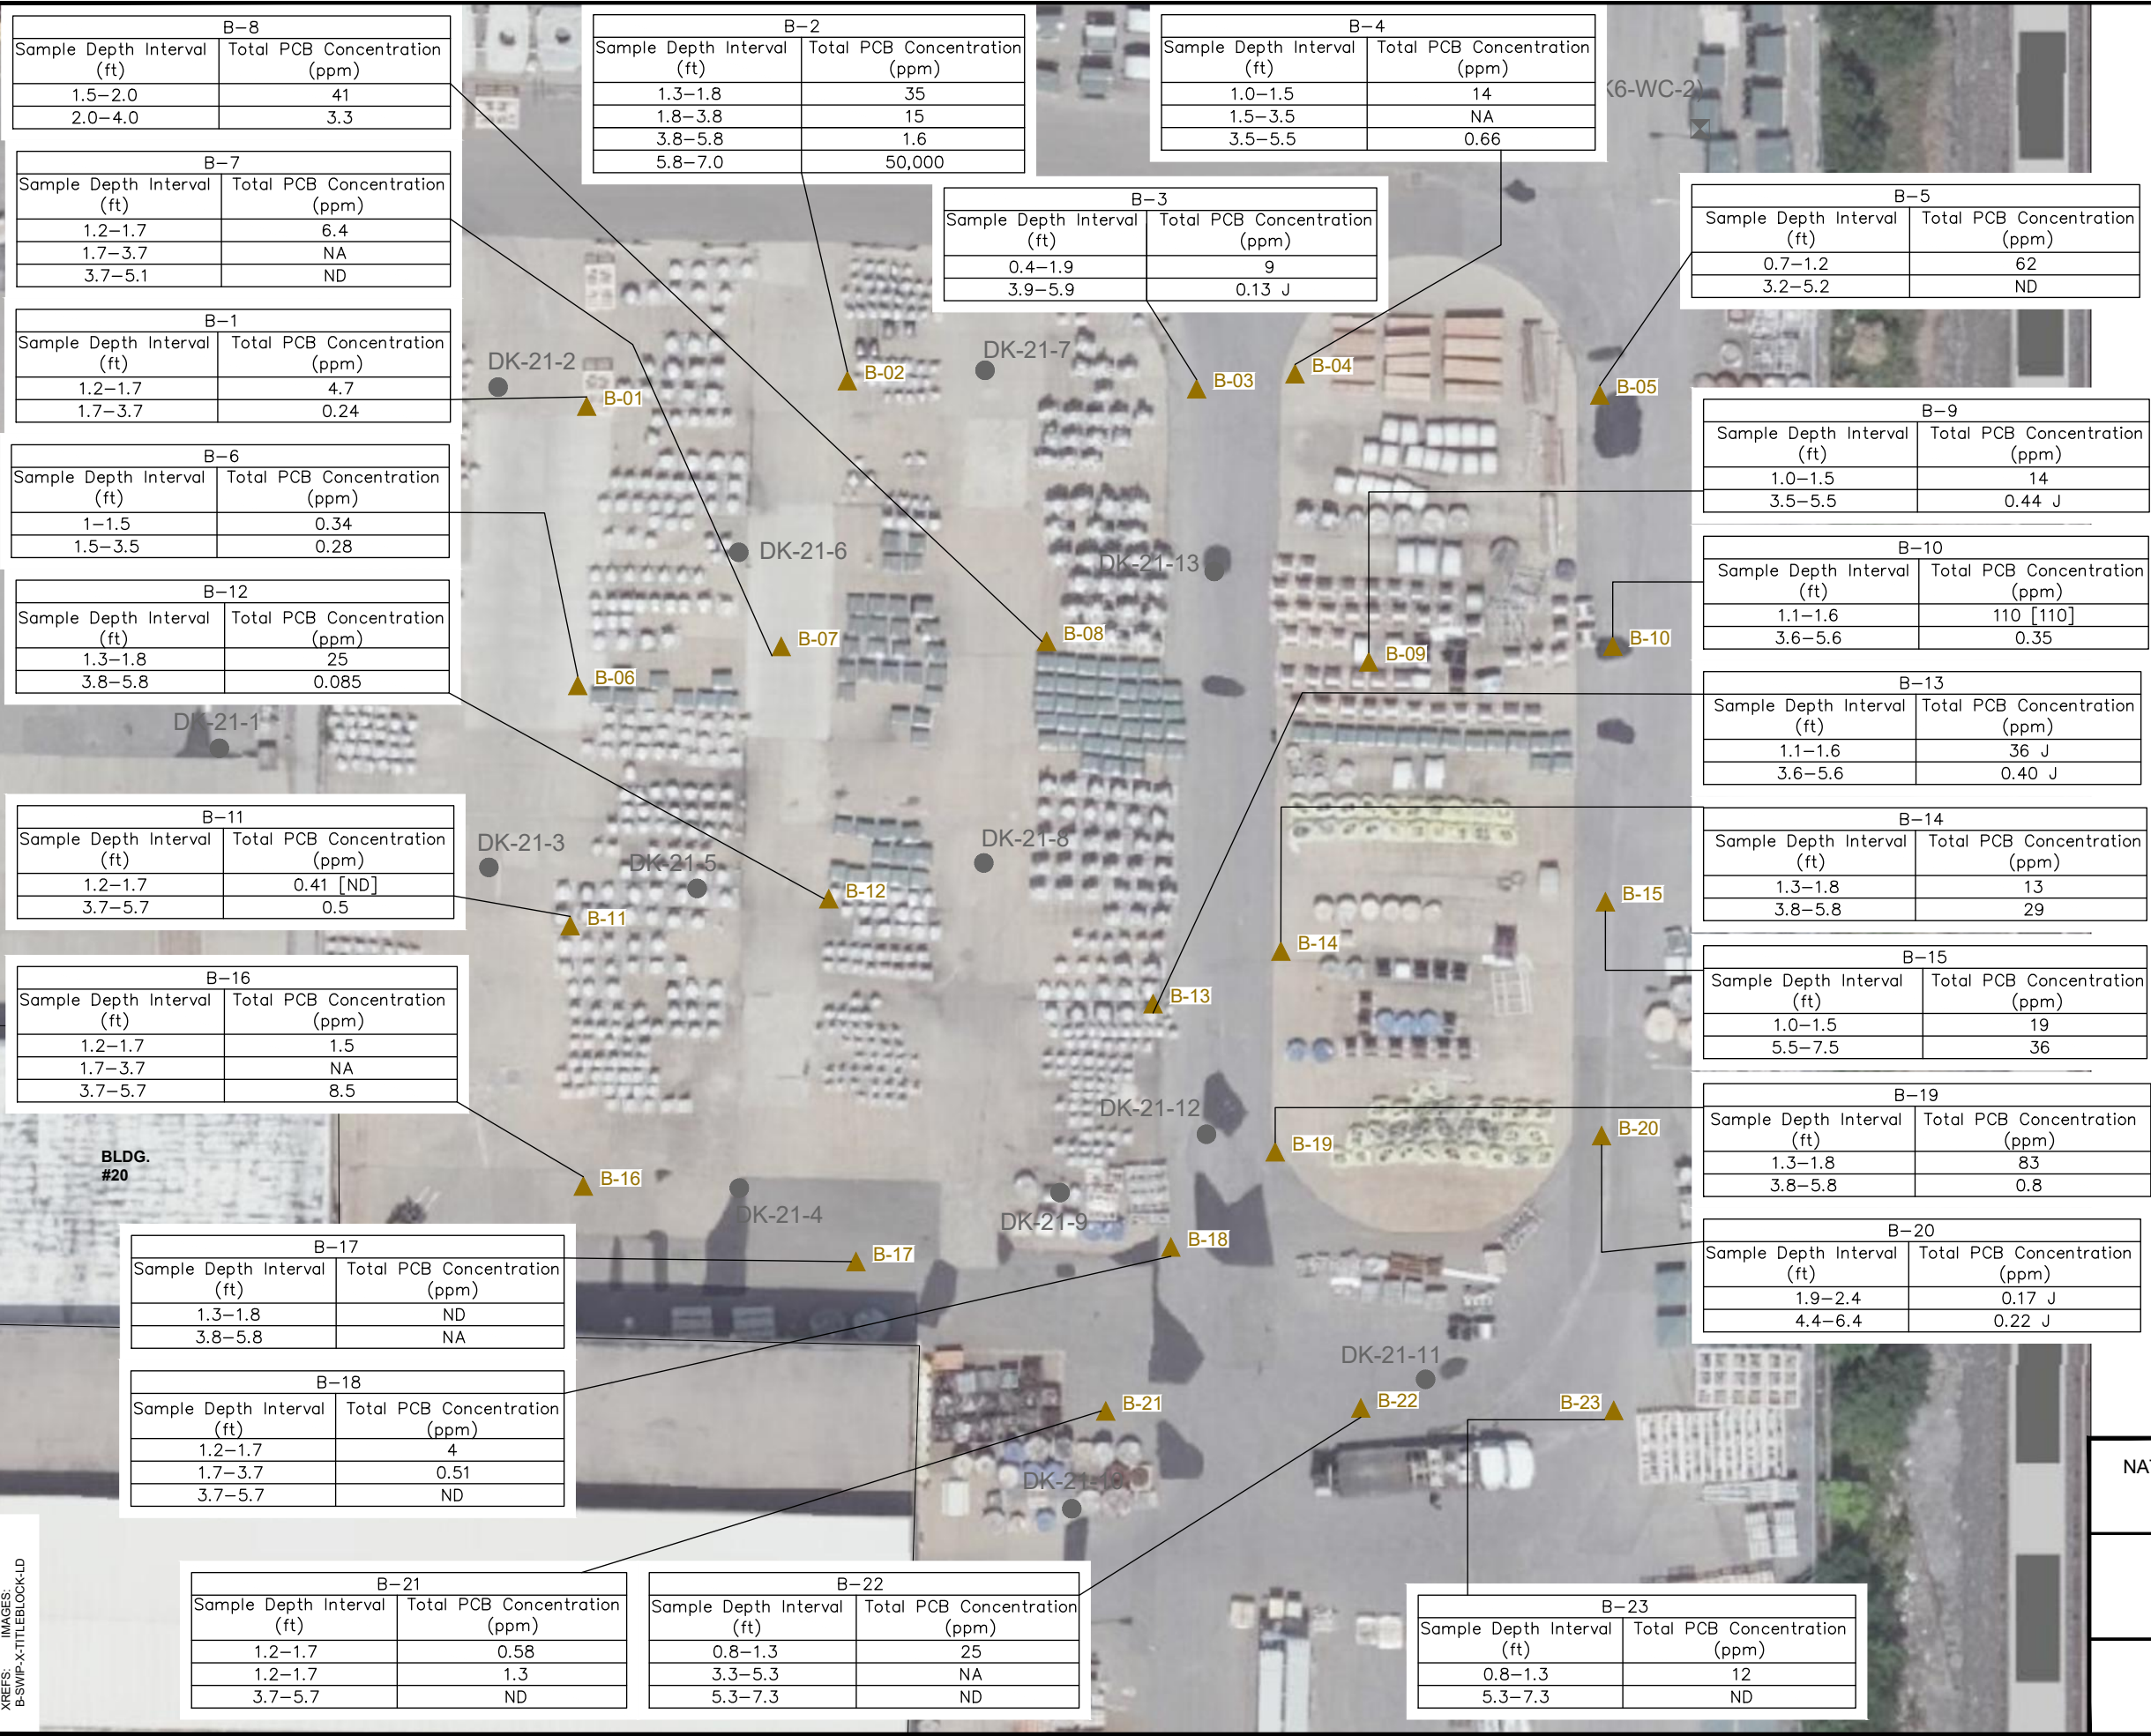 B-8
Sample Depth Interval (ft) Total PCB Concentration (ppm)
1.5-2.0 41
2.0-4.0 3.3
B-2
Sample Depth Interval (ft) Total PCB Concentration (ppm)
1.3-1.8 35
1.8-3.8 15
3.8-5.8 1.6
5.8-7.0 50,000
B-4
Sample Depth Interval (ft) Total PCB Concentration (ppm)
1.0-1.5 14
1.5-3.5 NA
3.5-5.5 0.66
K6-WC-2)
B-7
Sample Depth Interval (ft) Total PCB Concentration (ppm)
1.2-1.7 6.4
1.7-3.7 NA
3.7-5.1 ND
B-3
Sample Depth Interval (ft) Total PCB Concentration (ppm)
0.4-1.9 9
3.9-5.9 0.13 J
B-5
Sample Depth Interval (ft) Total PCB Concentration (ppm)
0.7-1.2 62
3.2-5.2 ND
B-1
Sample Depth Interval (ft) Total PCB Concentration (ppm)
1.2-1.7 4.7
1.7-3.7 0.24
DK-21-2
B-01
B-02
DK-21-7
B-03
B-04
B-05
B-9
Sample Depth Interval (ft) Total PCB Concentration (ppm)
1.0-1.5 14
3.5-5.5 0.44 J
B-6
Sample Depth Interval (ft) Total PCB Concentration (ppm)
1-1.5 0.34
1.5-3.5 0.28
DK-21-6
DK-21-13
B-10
Sample Depth Interval (ft) Total PCB Concentration (ppm)
1.1-1.6 110 [110]
3.6-5.6 0.35
B-12
Sample Depth Interval (ft) Total PCB Concentration (ppm)
1.3-1.8 25
3.8-5.8 0.085
B-06
B-07
B-08
B-09
B-10
B-13
Sample Depth Interval (ft) Total PCB Concentration (ppm)
1.1-1.6 36 J
3.6-5.6 0.40 J
DK-21-1
B-11
Sample Depth Interval (ft) Total PCB Concentration (ppm)
1.2-1.7 0.41 [ND]
3.7-5.7 0.5
DK-21-3
DK-21-5
DK-21-8
B-11
B-12
B-14
B-15
B-13
B-14
Sample Depth Interval (ft) Total PCB Concentration (ppm)
1.3-1.8 13
3.8-5.8 29
B-16
Sample Depth Interval (ft) Total PCB Concentration (ppm)
1.2-1.7 1.5
1.7-3.7 NA
3.7-5.7 8.5
B-15
Sample Depth Interval (ft) Total PCB Concentration (ppm)
1.0-1.5 19
5.5-7.5 36
DK-21-12
B-19
B-20
B-19
Sample Depth Interval (ft) Total PCB Concentration (ppm)
1.3-1.8 83
3.8-5.8 0.8
BLDG.
#20
B-16
DK-21-4
DK-21-9
B-17
B-18
B-20
Sample Depth Interval (ft) Total PCB Concentration (ppm)
1.9-2.4 0.17 J
4.4-6.4 0.22 J
B-17
Sample Depth Interval (ft) Total PCB Concentration (ppm)
1.3-1.8 ND
3.8-5.8 NA
B-18
Sample Depth Interval (ft) Total PCB Concentration (ppm)
1.2-1.7 4
1.7-3.7 0.51
3.7-5.7 ND
DK-21-11
B-21
B-22
B-23
DK-21-10
B-21
Sample Depth Interval (ft) Total PCB Concentration (ppm)
1.2-1.7 0.58
1.2-1.7 1.3
3.7-5.7 ND
B-22
Sample Depth Interval (ft) Total PCB Concentration (ppm)
0.8-1.3 25
3.3-5.3 NA
5.3-7.3 ND
B-23
Sample Depth Interval (ft) Total PCB Concentration (ppm)
0.8-1.3 12
5.3-7.3 ND
XREFS: IMAGES:
B-SWIP-X-TITLEBLOCK-LD
NA